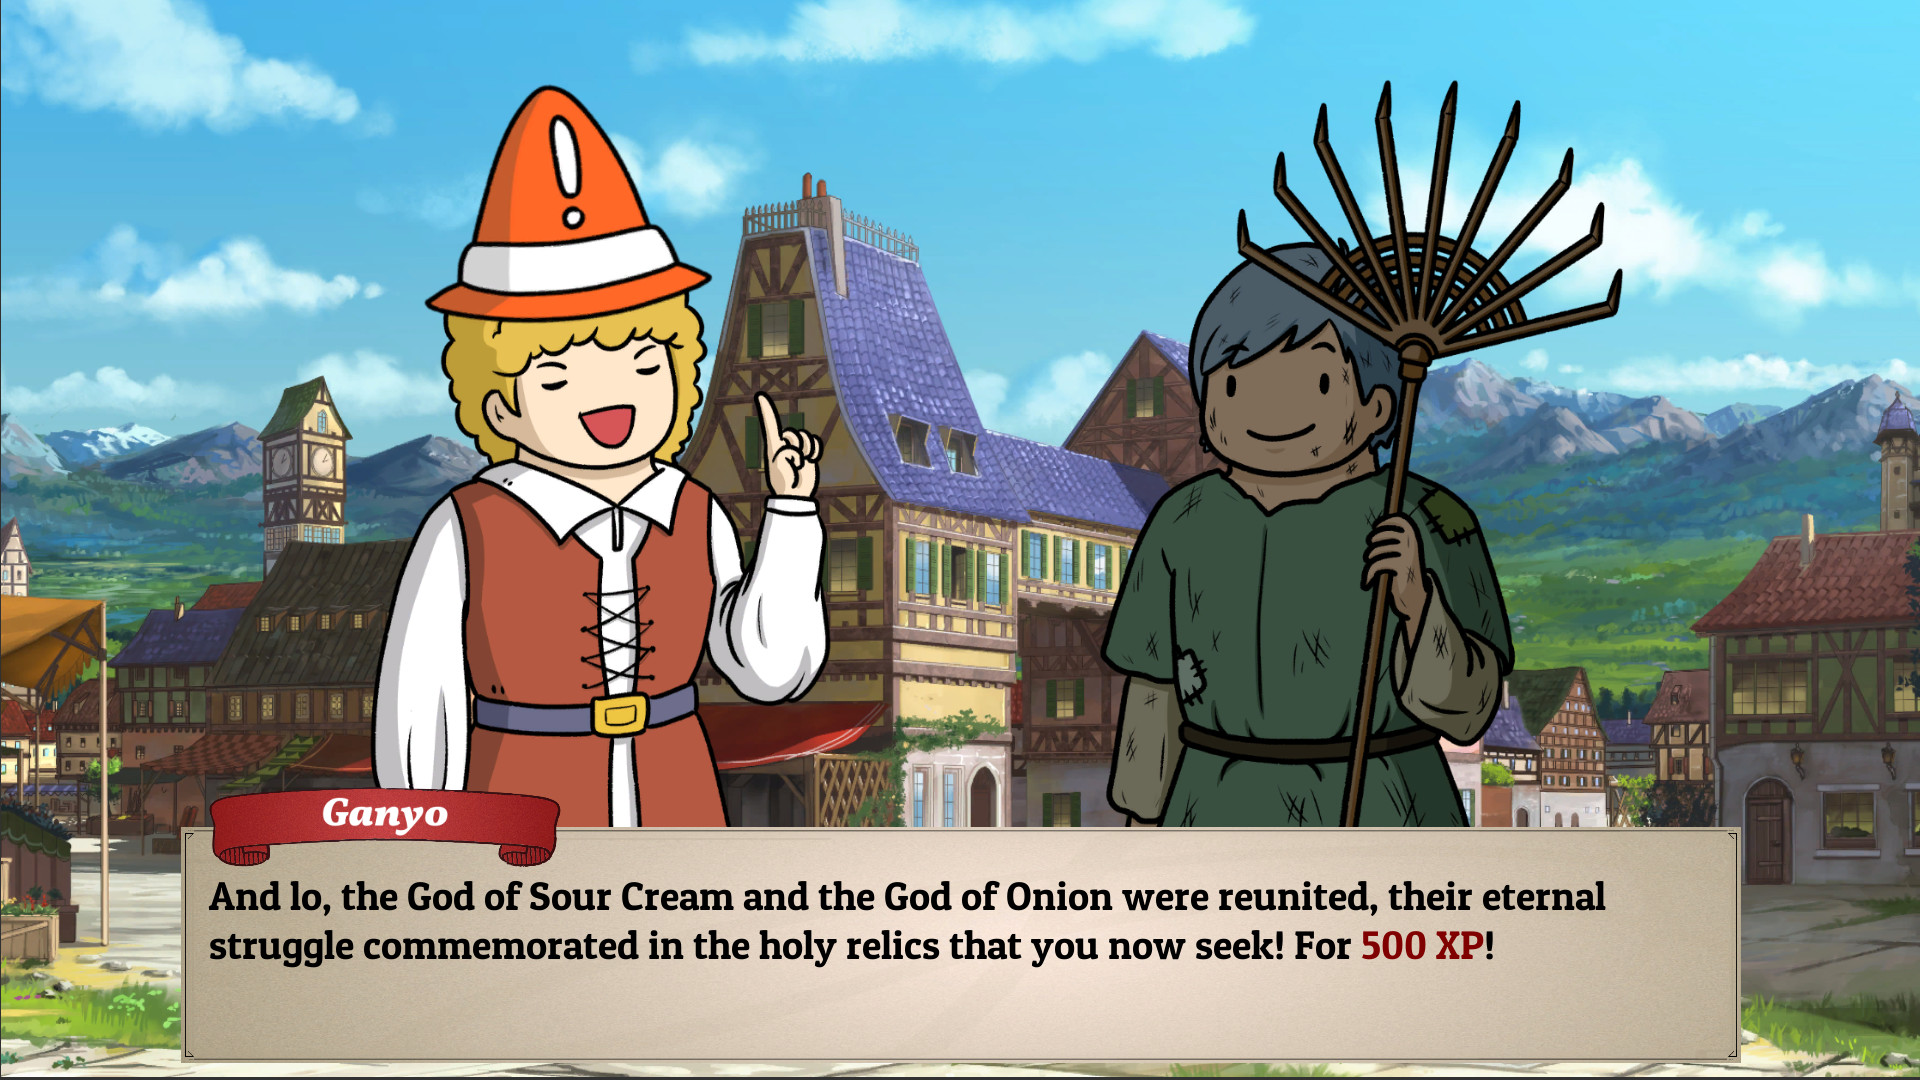 !
Ganyo
And lo, the God of Sour Cream and the God of Onion were reunited, their eternal
struggle commemorated in the holy relics that you now seek! For 500 XP!